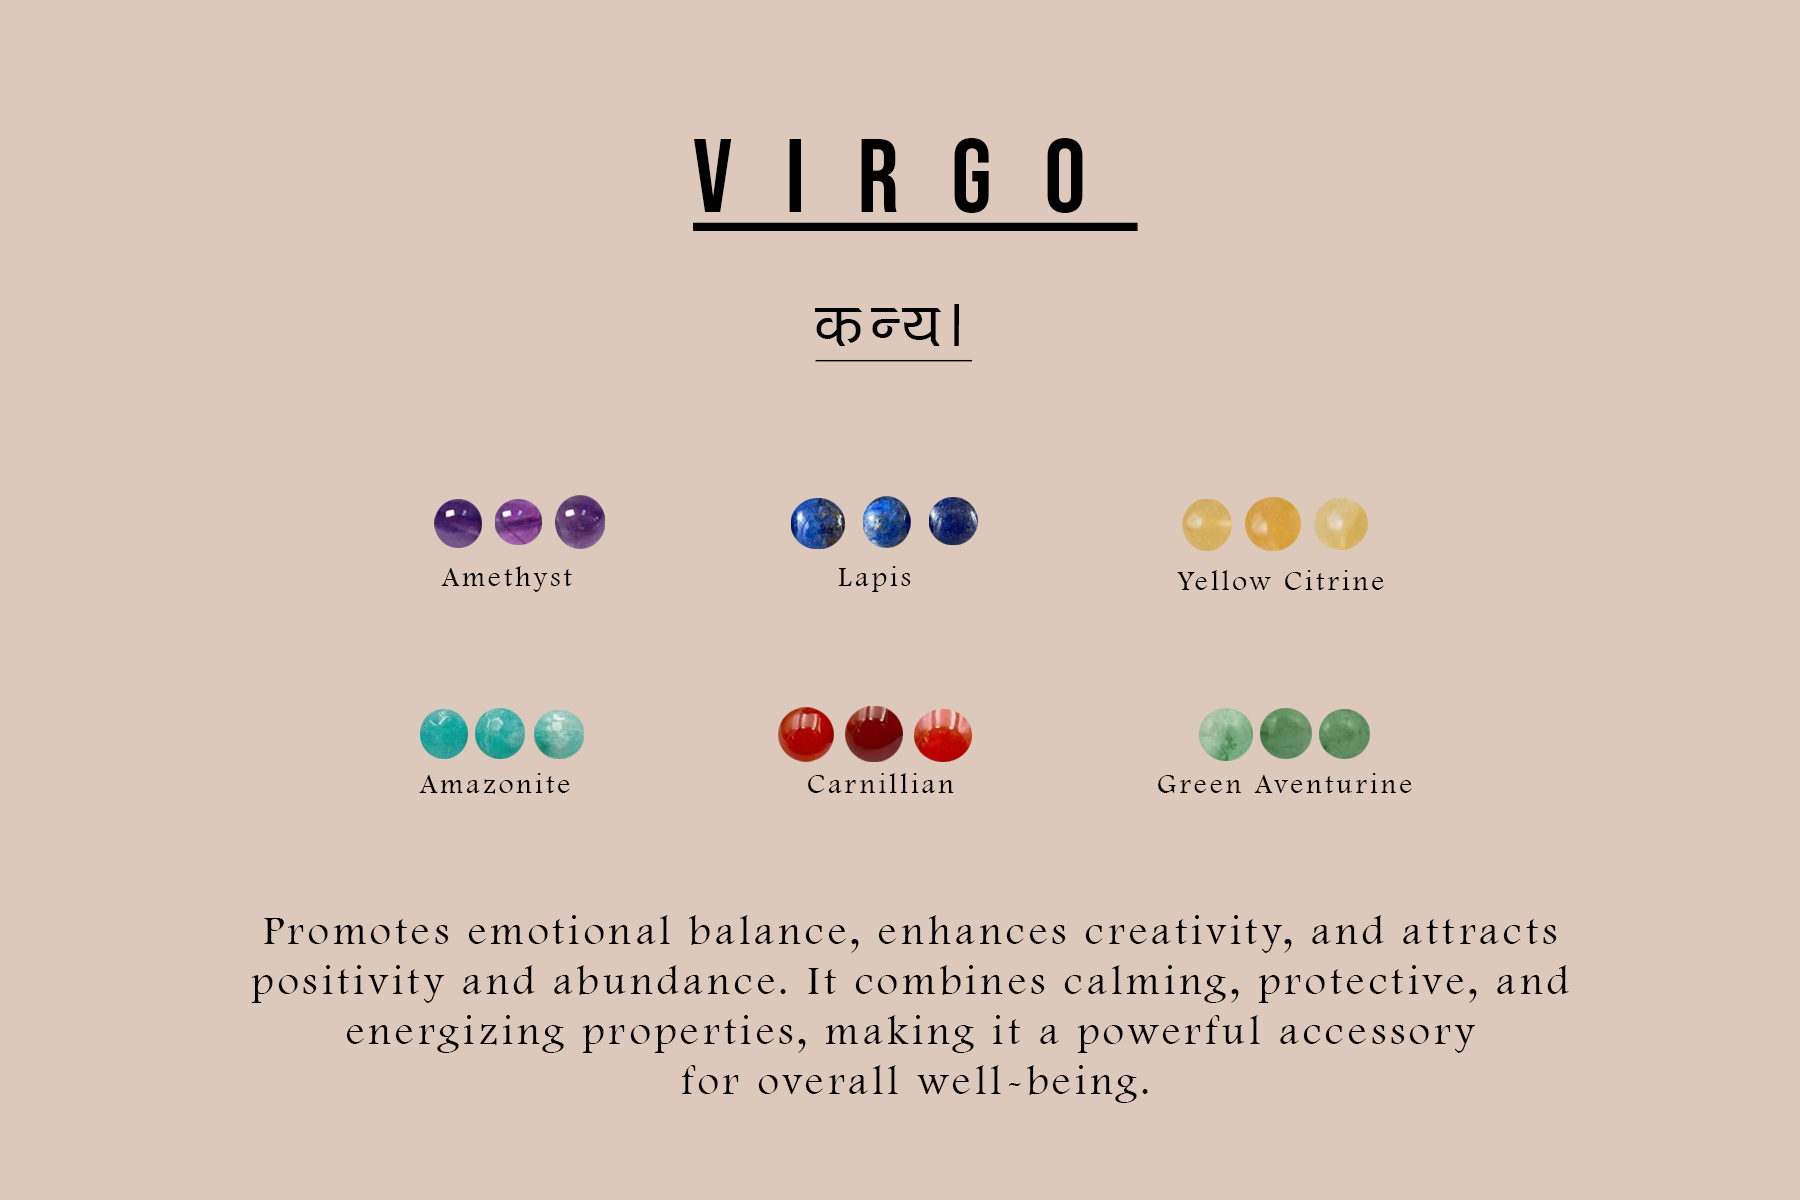 VIRGO
कन्य।
Amethyst
Lapis
Yellow Citrine
Amazonite
Carnillian
Green Aventurine
Promotes emotional balance, enhances creativity, and attracts
positivity and abundance. It combines calming, protective, and
energizing properties, making it a powerful accessory
for overall well-being.